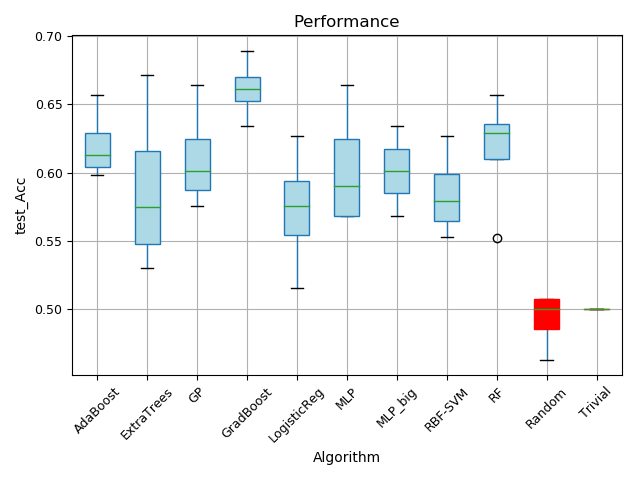 Performance
test_Acc
0.70
0.65
0.60
0.55
0.50
AdaBoost
ExtraTrees
GP
GradBoost
LogisticReg
MLP
MLP_big
RBF-SVM
RF
Random
Trivial
Algorithm